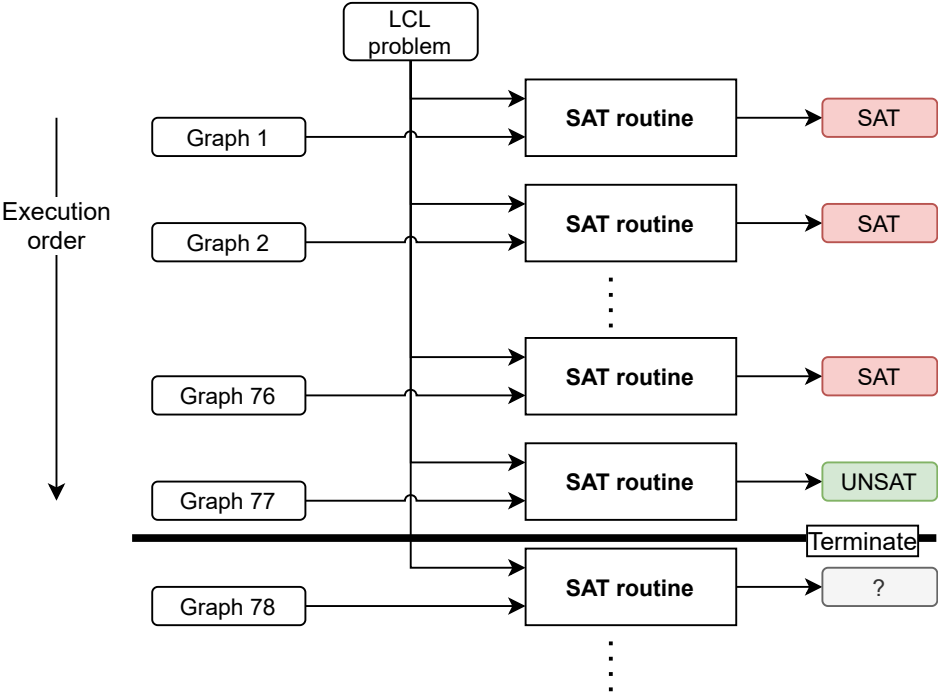 LCL
problem
SAT routine
SAT
Graph 1
Execution
order
SAT routine
SAT
Graph 2
SAT routine
SAT
Graph 76
SAT routine
UNSAT
Graph 77
Terminate
SAT routine
?
Graph 78